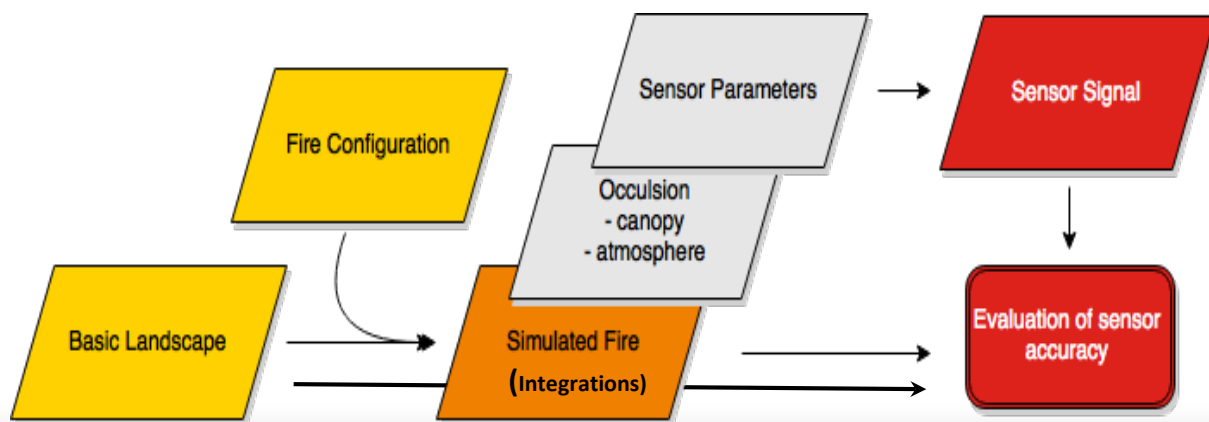 Sensor Parameters
Sensor Signal
Fire Configuration
Occulsion
- canopy
- atmosphere
Basic Landscape
Simulated Fire
(Integrations)
Evaluation of sensor
accuracy